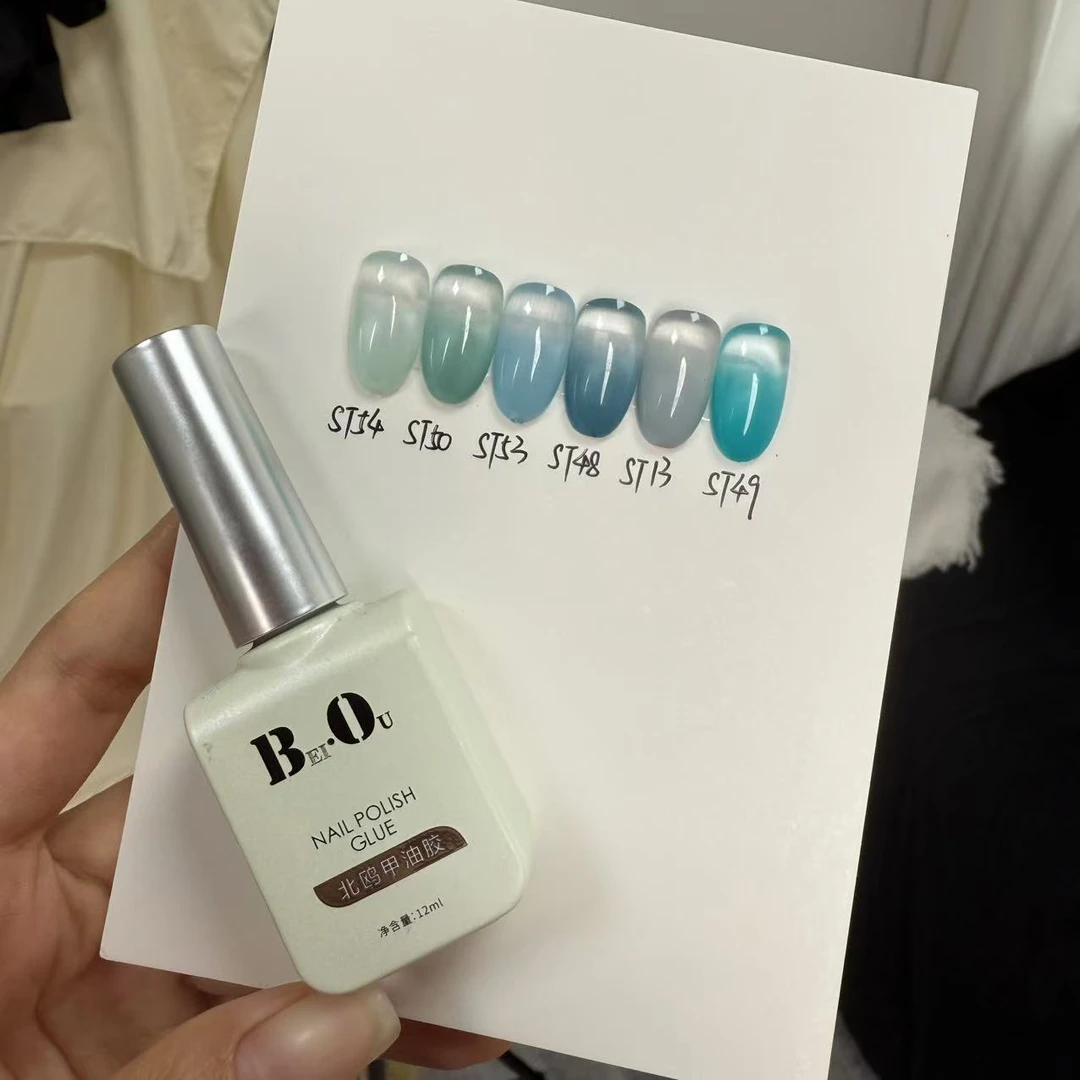 ST54 ST50 ST53 ST48 ST13 ST49
BEI·OU
NAIL POLISH
GLUE
北鸥甲油胶
净含量:12ml